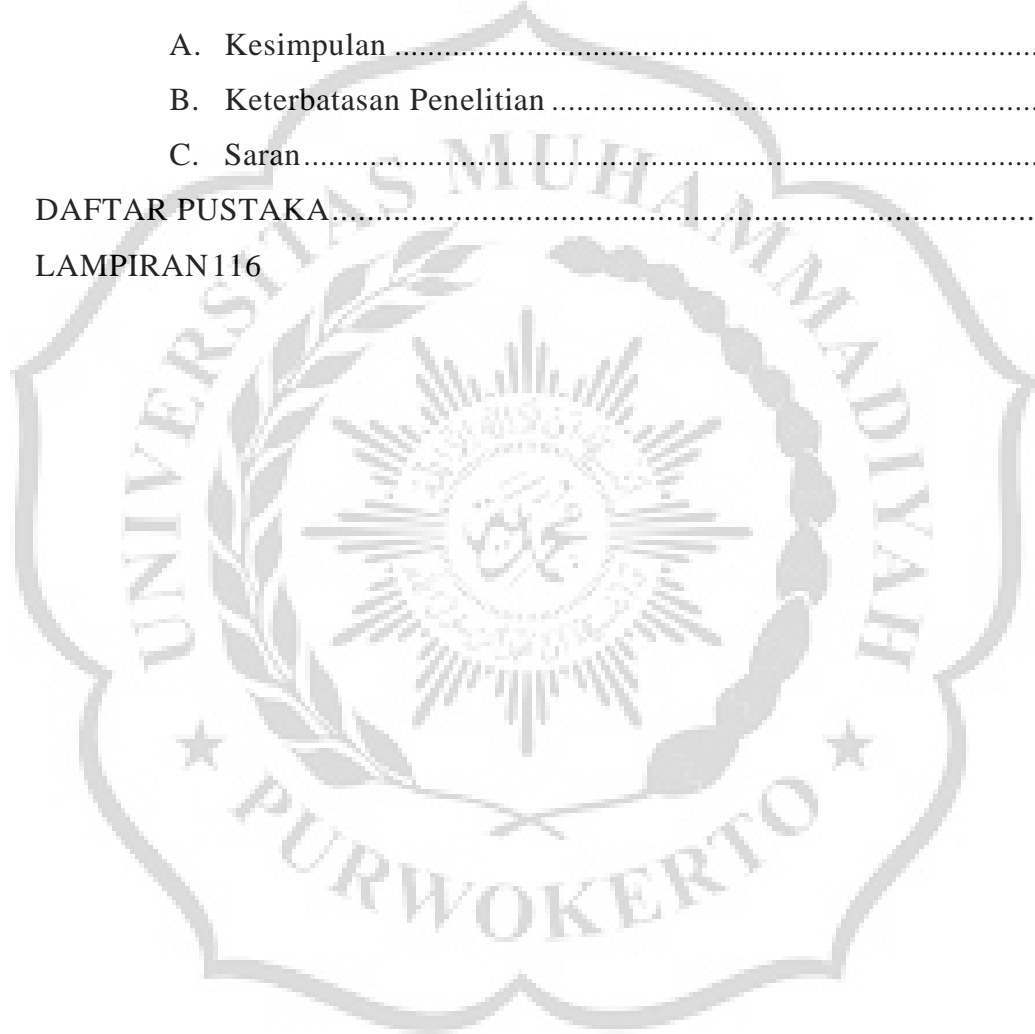 A. Kesimpulan ................................................................................
B. Keterbatasan Penelitian ...........................................................
C. Saran...........................................................................................
DAFTAR PUSTAKA.......................................................................................
LAMPIRAN116
UNIVERSITAS MUHAMMADIYAH
PURWOKERTO